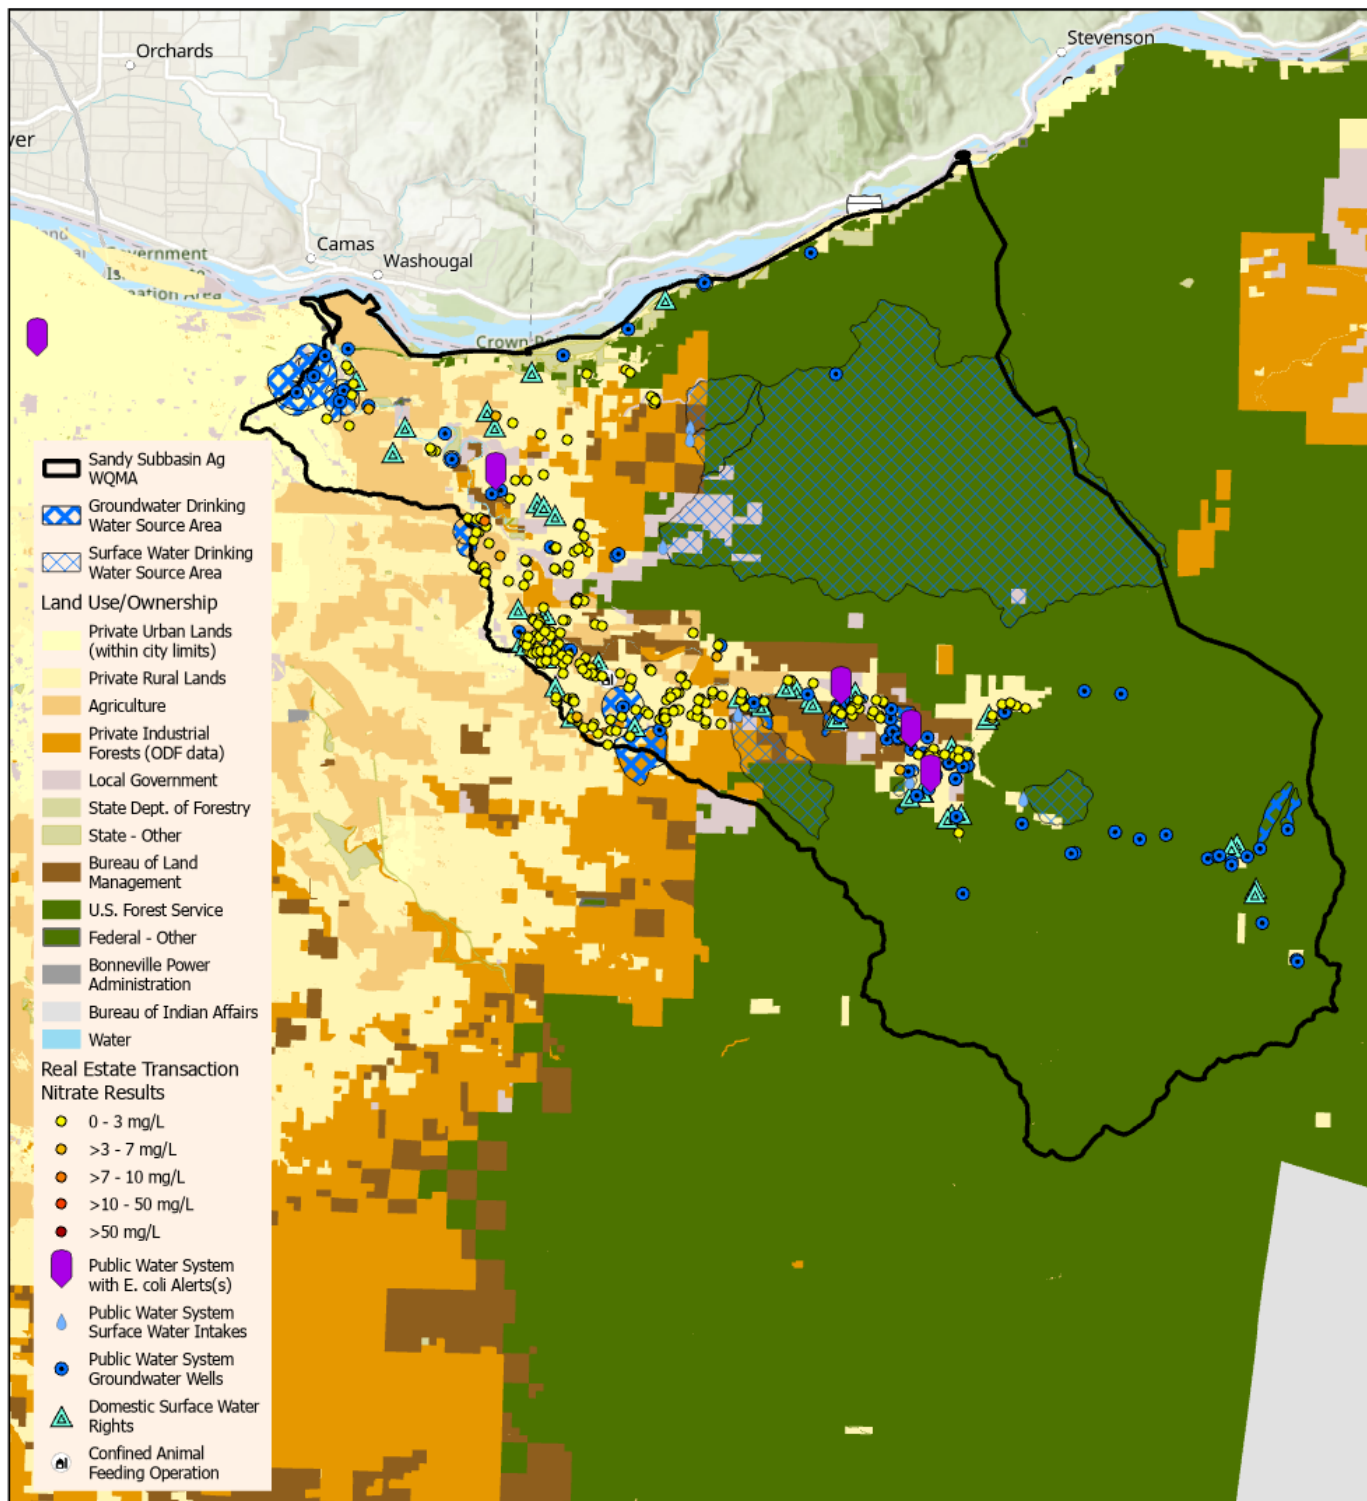 Stevenson
Orchards
Camas
Washougal
Sandy Subbasin Ag
WQMA
Groundwater Drinking
Water Source Area
Surface Water Drinking
Water Source Area
Land Use/Ownership
Private Urban Lands
(within city limits)
Private Rural Lands
Agriculture
Private Industrial
Forests (ODF data)
Local Government
State Dept. of Forestry
State - Other
Bureau of Land
Management
U.S. Forest Service
Federal - Other
Bonneville Power
Administration
Bureau of Indian Affairs
Water
Real Estate Transaction
Nitrate Results
0 - 3 mg/L
>3 - 7 mg/L
>7 - 10 mg/L
>10 - 50 mg/L
>50 mg/L
Public Water System
with E. coli Alerts(s)
Public Water System
Surface Water Intakes
Public Water System
Groundwater Wells
Domestic Surface Water
Rights
Confined Animal
Feeding Operation